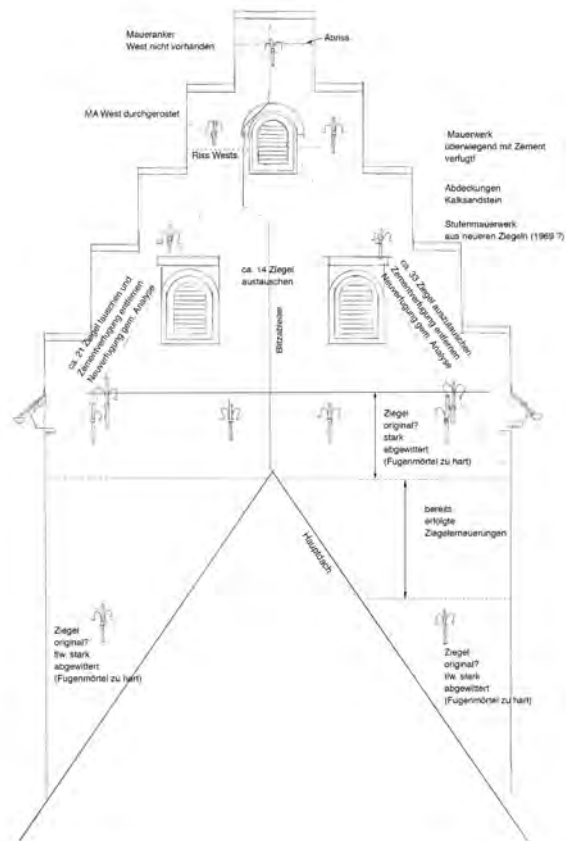 Maueranker
West nicht vorhanden
Abriss
MA West durchgerostet
Riss Wests.
Mauerwerk
überwiegend mit Zement
verfugt!
Abdeckungen
Kalksandstein
Stufenmauerwerk
aus neueren Ziegeln (1969 ?)
ca. 14 Ziegel
austauschen
ca. 21 Ziegel tauschen und
Zementverfugung entfernen
Neuverfugung gem. Analyse
Blitzableiter
ca. 33 Ziegel auszutauschen
Zementverfugung entfernen
Neuverfugung gem. Analyse
Ziegel
original?
stark
abgewittert
(Fugenmörtel zu hart)
bereits
erfolgte
Ziegelerneuerungen
Hauptdach
Ziegel
original?
tlw. stark
abgewittert
(Fugenmörtel zu hart)
Ziegel
original?
tlw. stark
abgewittert
(Fugenmörtel zu hart)